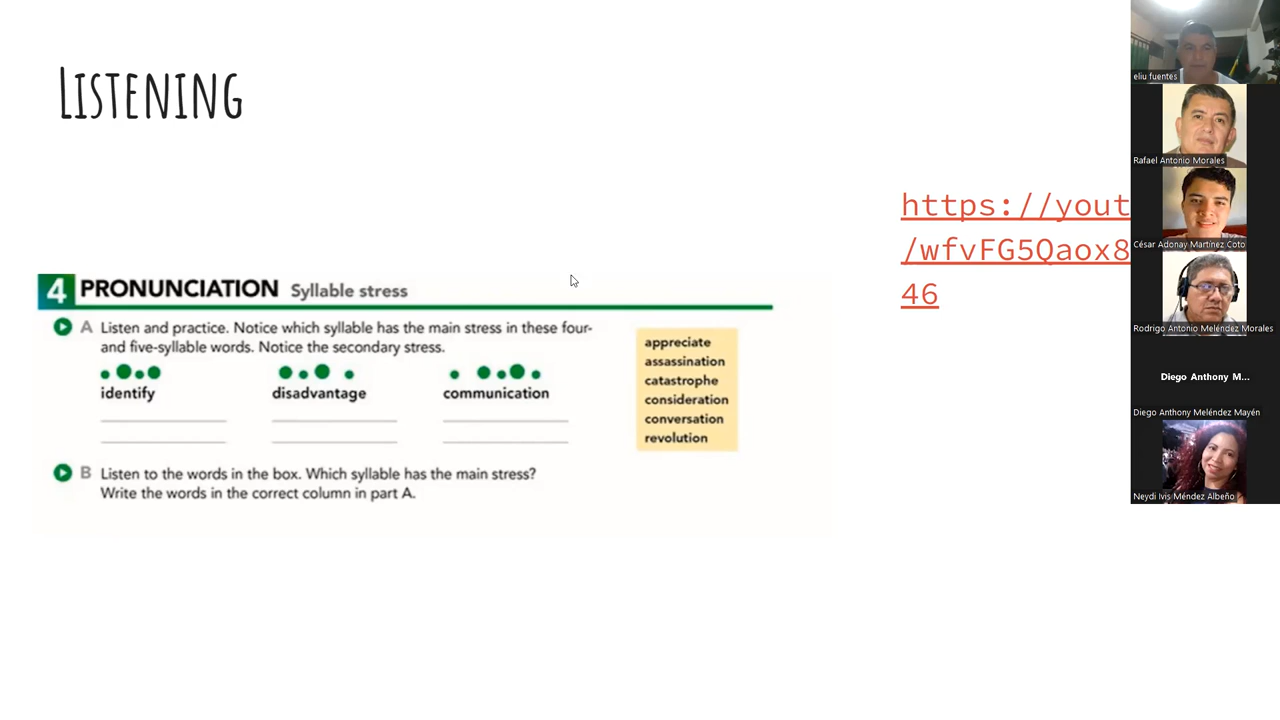 Listening
https://yout
/wfvFG5Qaox8
46
4 PRONUNCIATION Syllable stress
A Listen and practice. Notice which syllable has the main stress in these four-
and five-syllable words. Notice the secondary stress.
identify disadvantage communication
appreciate
assassination
catastrophe
consideration
conversation
revolution
B Listen to the words in the box. Which syllable has the main stress?
Write the words in the correct column in part A.
eliu fuentes
Rafael Antonio Morales
César Adonay Martínez Coto
Rodrigo Antonio Meléndez Morales
Diego Anthony M...
Diego Anthony Meléndez Mayén
Neydi Ivis Méndez Albeño